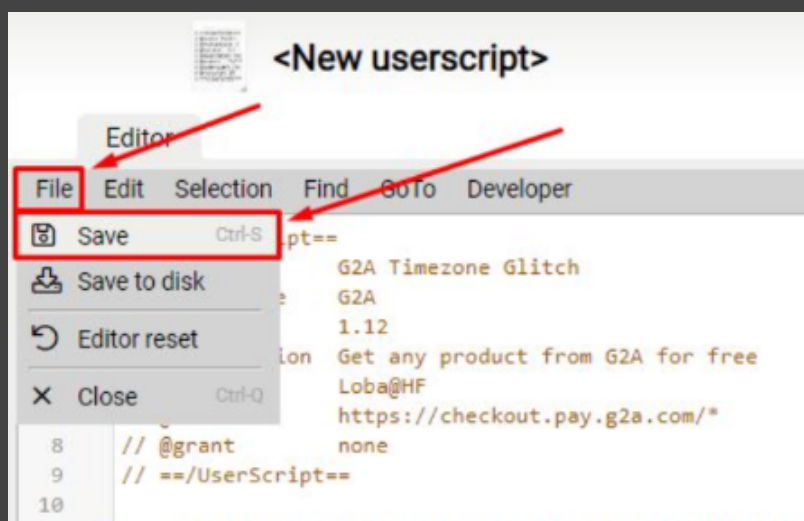 <New userscript>
Editor
File Edit Selection Find GoTo Developer
Save Ctrl-S ipt==
Save to disk G2A Timezone Glitch
e G2A
Editor reset 1.12
ion Get any product from G2A for free
Close Ctrl-Q Loba@HF
https://checkout.pay.g2a.com/*
8 // @grant none
9 // ==/UserScript==
10